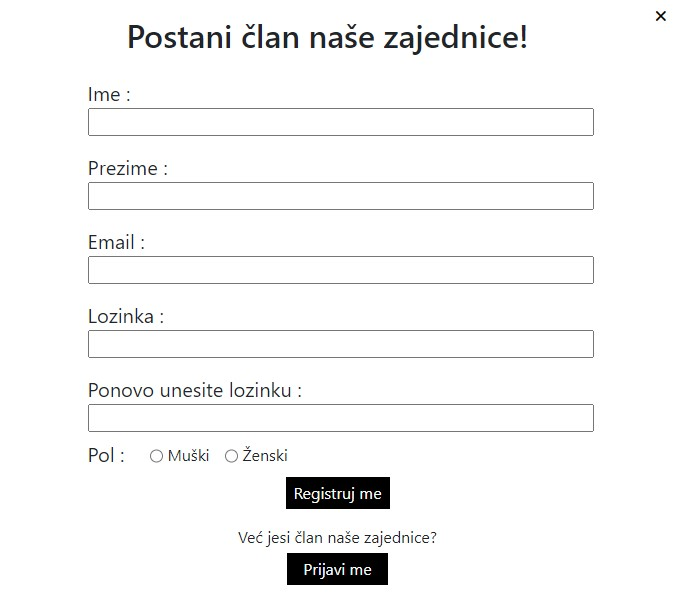 ×
Postani član naše zajednice!
Ime :
Prezime :
Email :
Lozinka :
Ponovo unesite lozinku :
Pol : Muški Ženski
Registruj me
Već jesi član naše zajednice?
Prijavi me